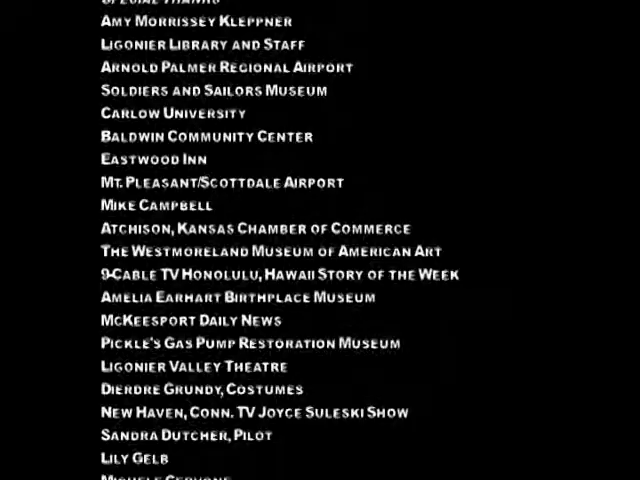 SPECIAL THANKS
AMY MORRISSEY KLEPPNER
LIGONIER LIBRARY AND STAFF
ARNOLD PALMER REGIONAL AIRPORT
SOLDIERS AND SAILORS MUSEUM
CARLOW UNIVERSITY
BALDWIN COMMUNITY CENTER
EASTWOOD INN
MT. PLEASANT/SCOTTDALE AIRPORT
MIKE CAMPBELL
ATCHISON, KANSAS CHAMBER OF COMMERCE
THE WESTMORELAND MUSEUM OF AMERICAN ART
9-CABLE TV HONOLULU, HAWAII STORY OF THE WEEK
AMELIA EARHART BIRTHPLACE MUSEUM
MCKEESPORT DAILY NEWS
PICKLE'S GAS PUMP RESTORATION MUSEUM
LIGONIER VALLEY THEATRE
DIERDRE GRUNDY, COSTUMES
NEW HAVEN, CONN. TV JOYCE SULESKI SHOW
SANDRA DUTCHER, PILOT
LILY GELB
MICHELE CERVONE